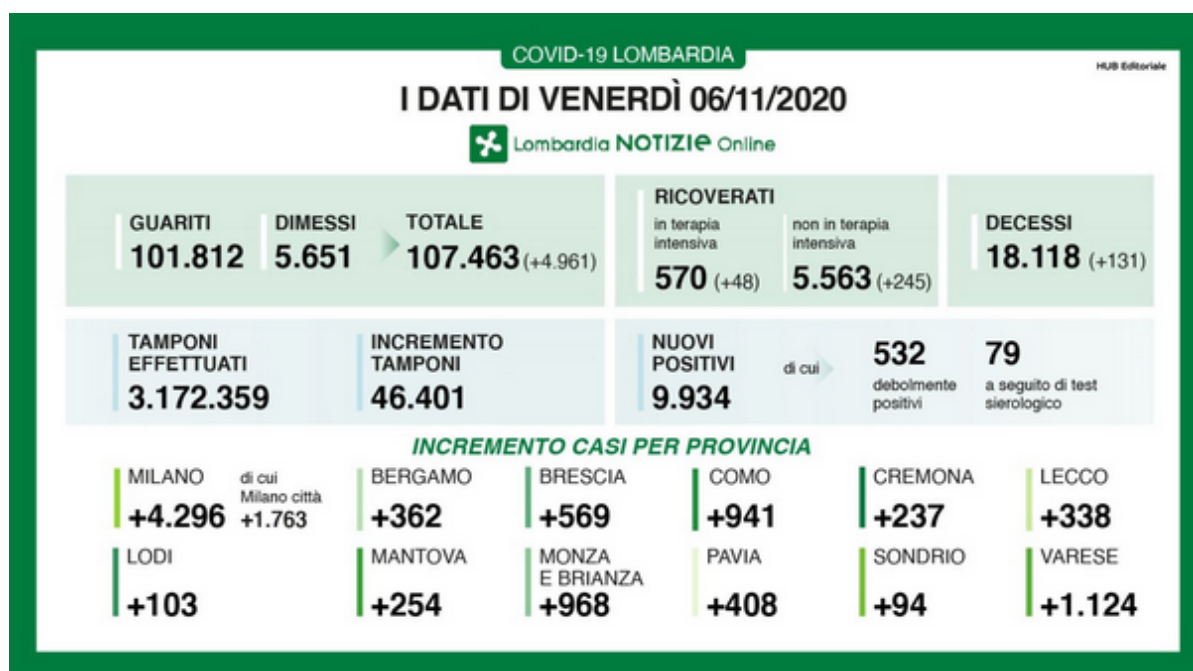 COVID-19 LOMBARDIA
HUB Editoriale
I DATI DI VENERDÌ 06/11/2020
Lombardia NOTIZIE Online
GUARITI
101.812
DIMESSI
5.651
TOTALE
107.463 (+4.961)
RICOVERATI
in terapia
intensiva
570 (+48)
non in terapia
intensiva
5.563 (+245)
DECESSI
18.118 (+131)
TAMPONI
EFFETTUATI
3.172.359
INCREMENTO
TAMPONI
46.401
NUOVI
POSITIVI
9.934
di cui
532
debolmente
positivi
79
a seguito di test
sierologico
INCREMENTO CASI PER PROVINCIA
MILANO
+4.296
di cui
Milano città
+1.763
BERGAMO
+362
BRESCIA
+569
COMO
+941
CREMONA
+237
LECCO
+338
LODI
+103
MANTOVA
+254
MONZA
E BRIANZA
+968
PAVIA
+408
SONDRIO
+94
VARESE
+1.124